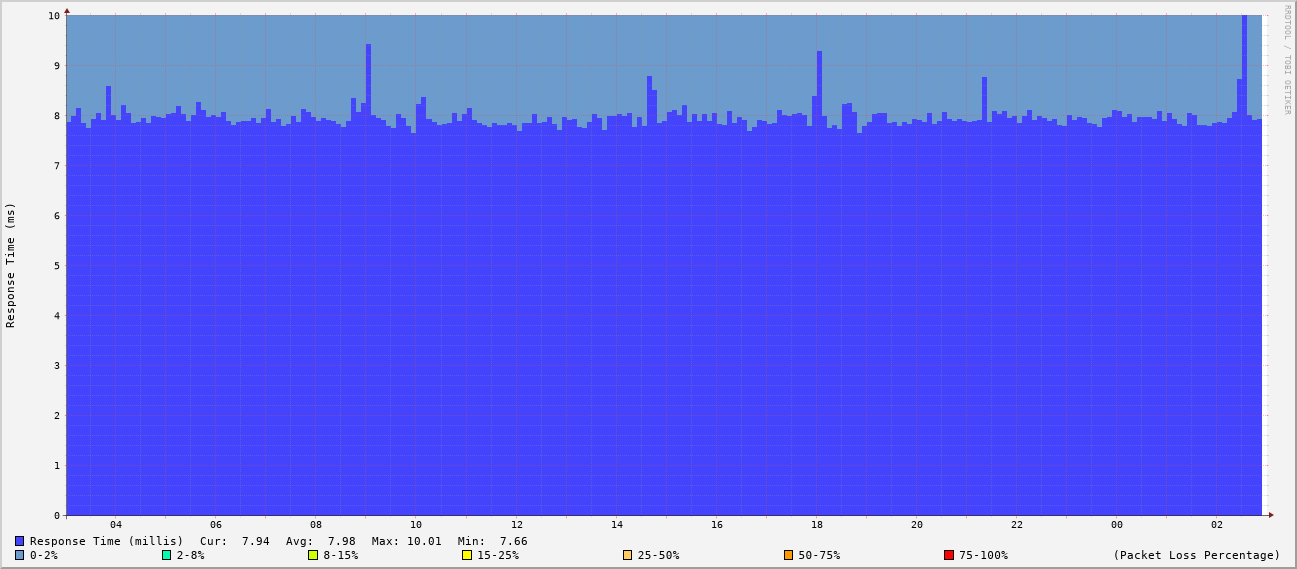 RRDTOOL / TOBI OETIKER
Response Time (ms)
10
9
8
7
6
5
4
3
2
1
0
04 06 08 10 12 14 16 18 20 22 00 02
Response Time (millis) Cur: 7.94 Avg: 7.98 Max: 10.01 Min: 7.66
0-2% 2-8% 8-15% 15-25% 25-50% 50-75% 75-100% (Packet Loss Percentage)